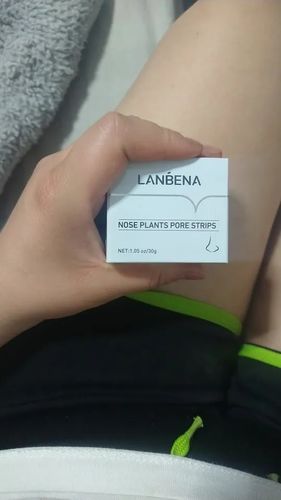 LANBENA
NOSE PLANTS PORE STRIPS
NET:1.05 oz/30g